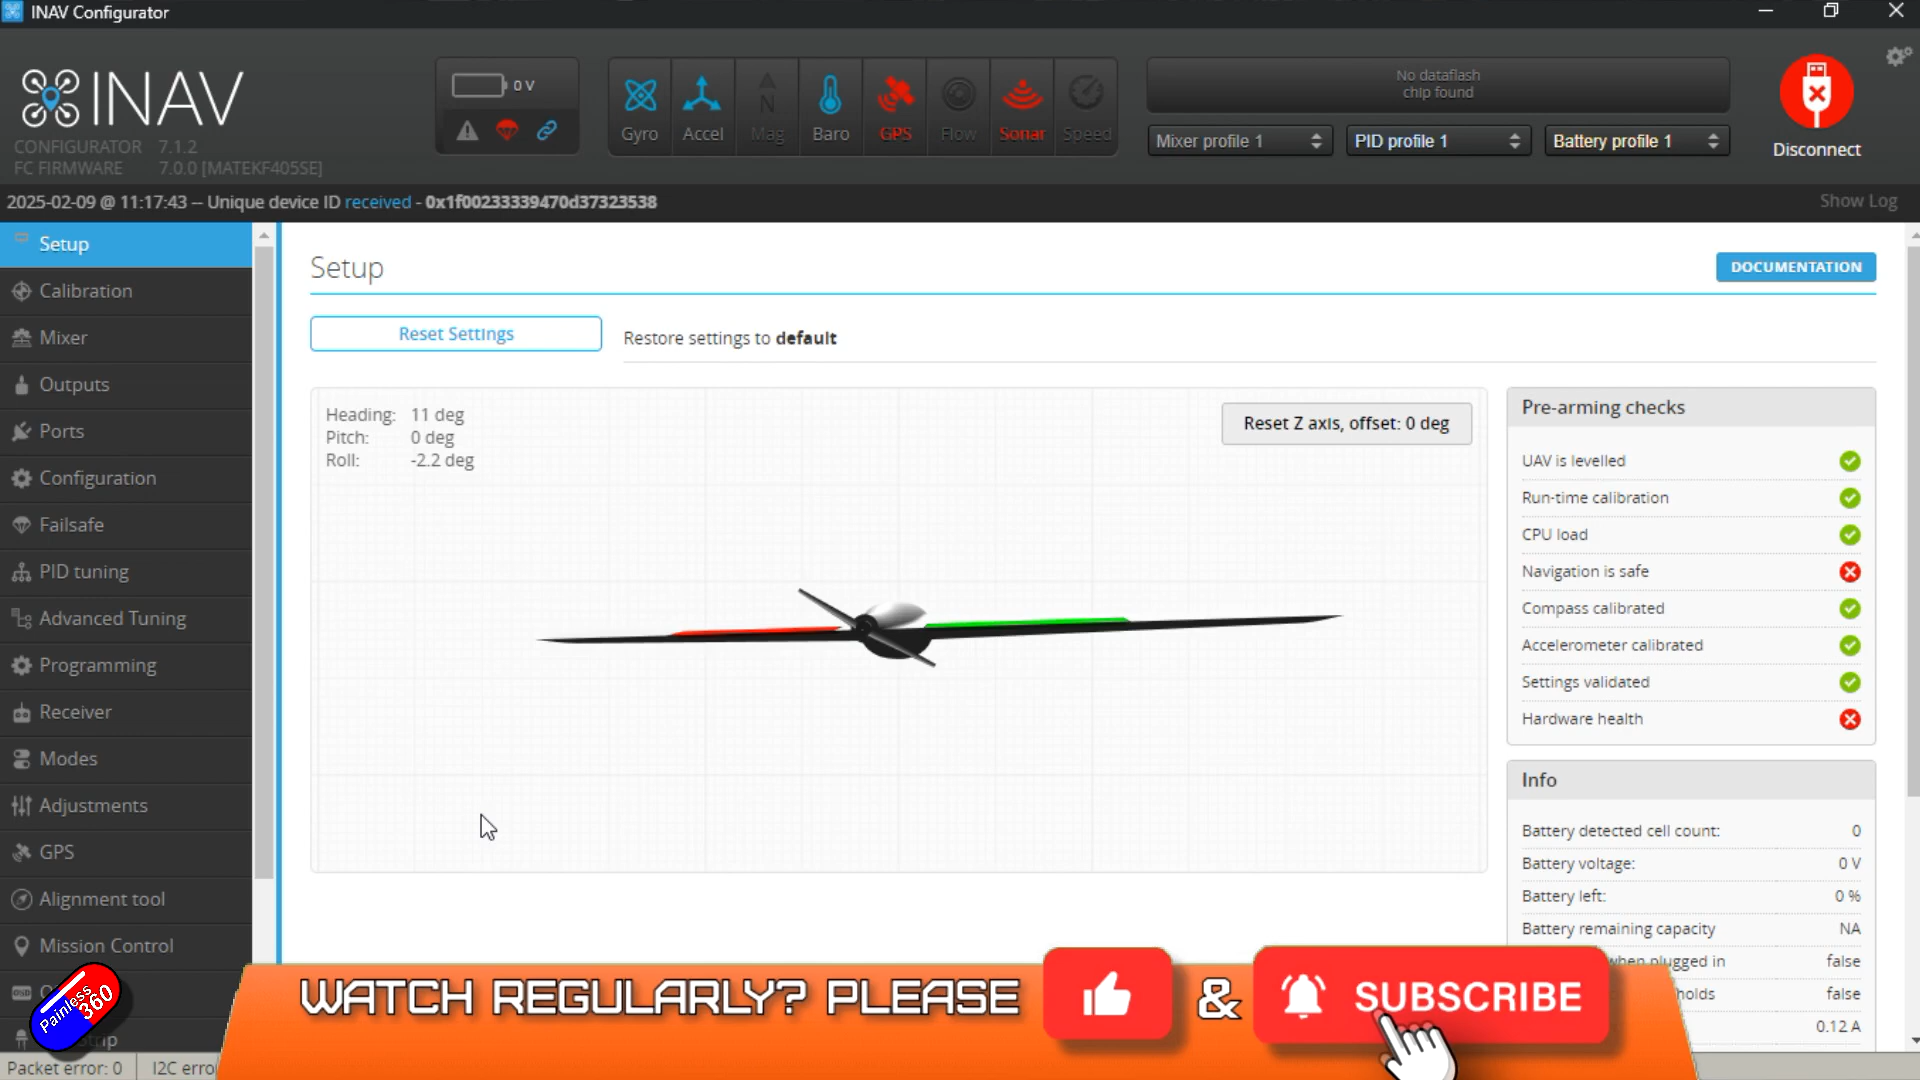 INAV Configurator
INAV
CONFIGURATOR 7.1.2
FC FIRMWARE 7.0.0 [MATEKF405SE]
0 V
Gyro
Accel
N
Mag
Baro
GPS
Flow
Sonar
Speed
No dataflash
chip found
Mixer profile 1
PID profile 1
Battery profile 1
Disconnect
2025-02-09 @ 11:17:43 -- Unique device ID received - 0x1f00233339470d37323538
Show Log
Setup
Calibration
Mixer
Outputs
Ports
Configuration
Failsafe
PID tuning
Advanced Tuning
Programming
Receiver
Modes
Adjustments
GPS
Alignment tool
Mission Control
Setup
DOCUMENTATION
Reset Settings
Restore settings to default
Heading: 11 deg
Pitch: 0 deg
Roll: -2.2 deg
Reset Z axis, offset: 0 deg
Pre-arming checks
UAV is levelled
Run-time calibration
CPU load
Navigation is safe
Compass calibrated
Accelerometer calibrated
Settings validated
Hardware health
Info
Battery detected cell count: 0
Battery voltage: 0 V
Battery left: 0 %
Battery remaining capacity NA
when plugged in false
holds false
0.12 A
Painless
360
WATCH REGULARLY? PLEASE & SUBSCRIBE
Packet error: 0
I2C erro